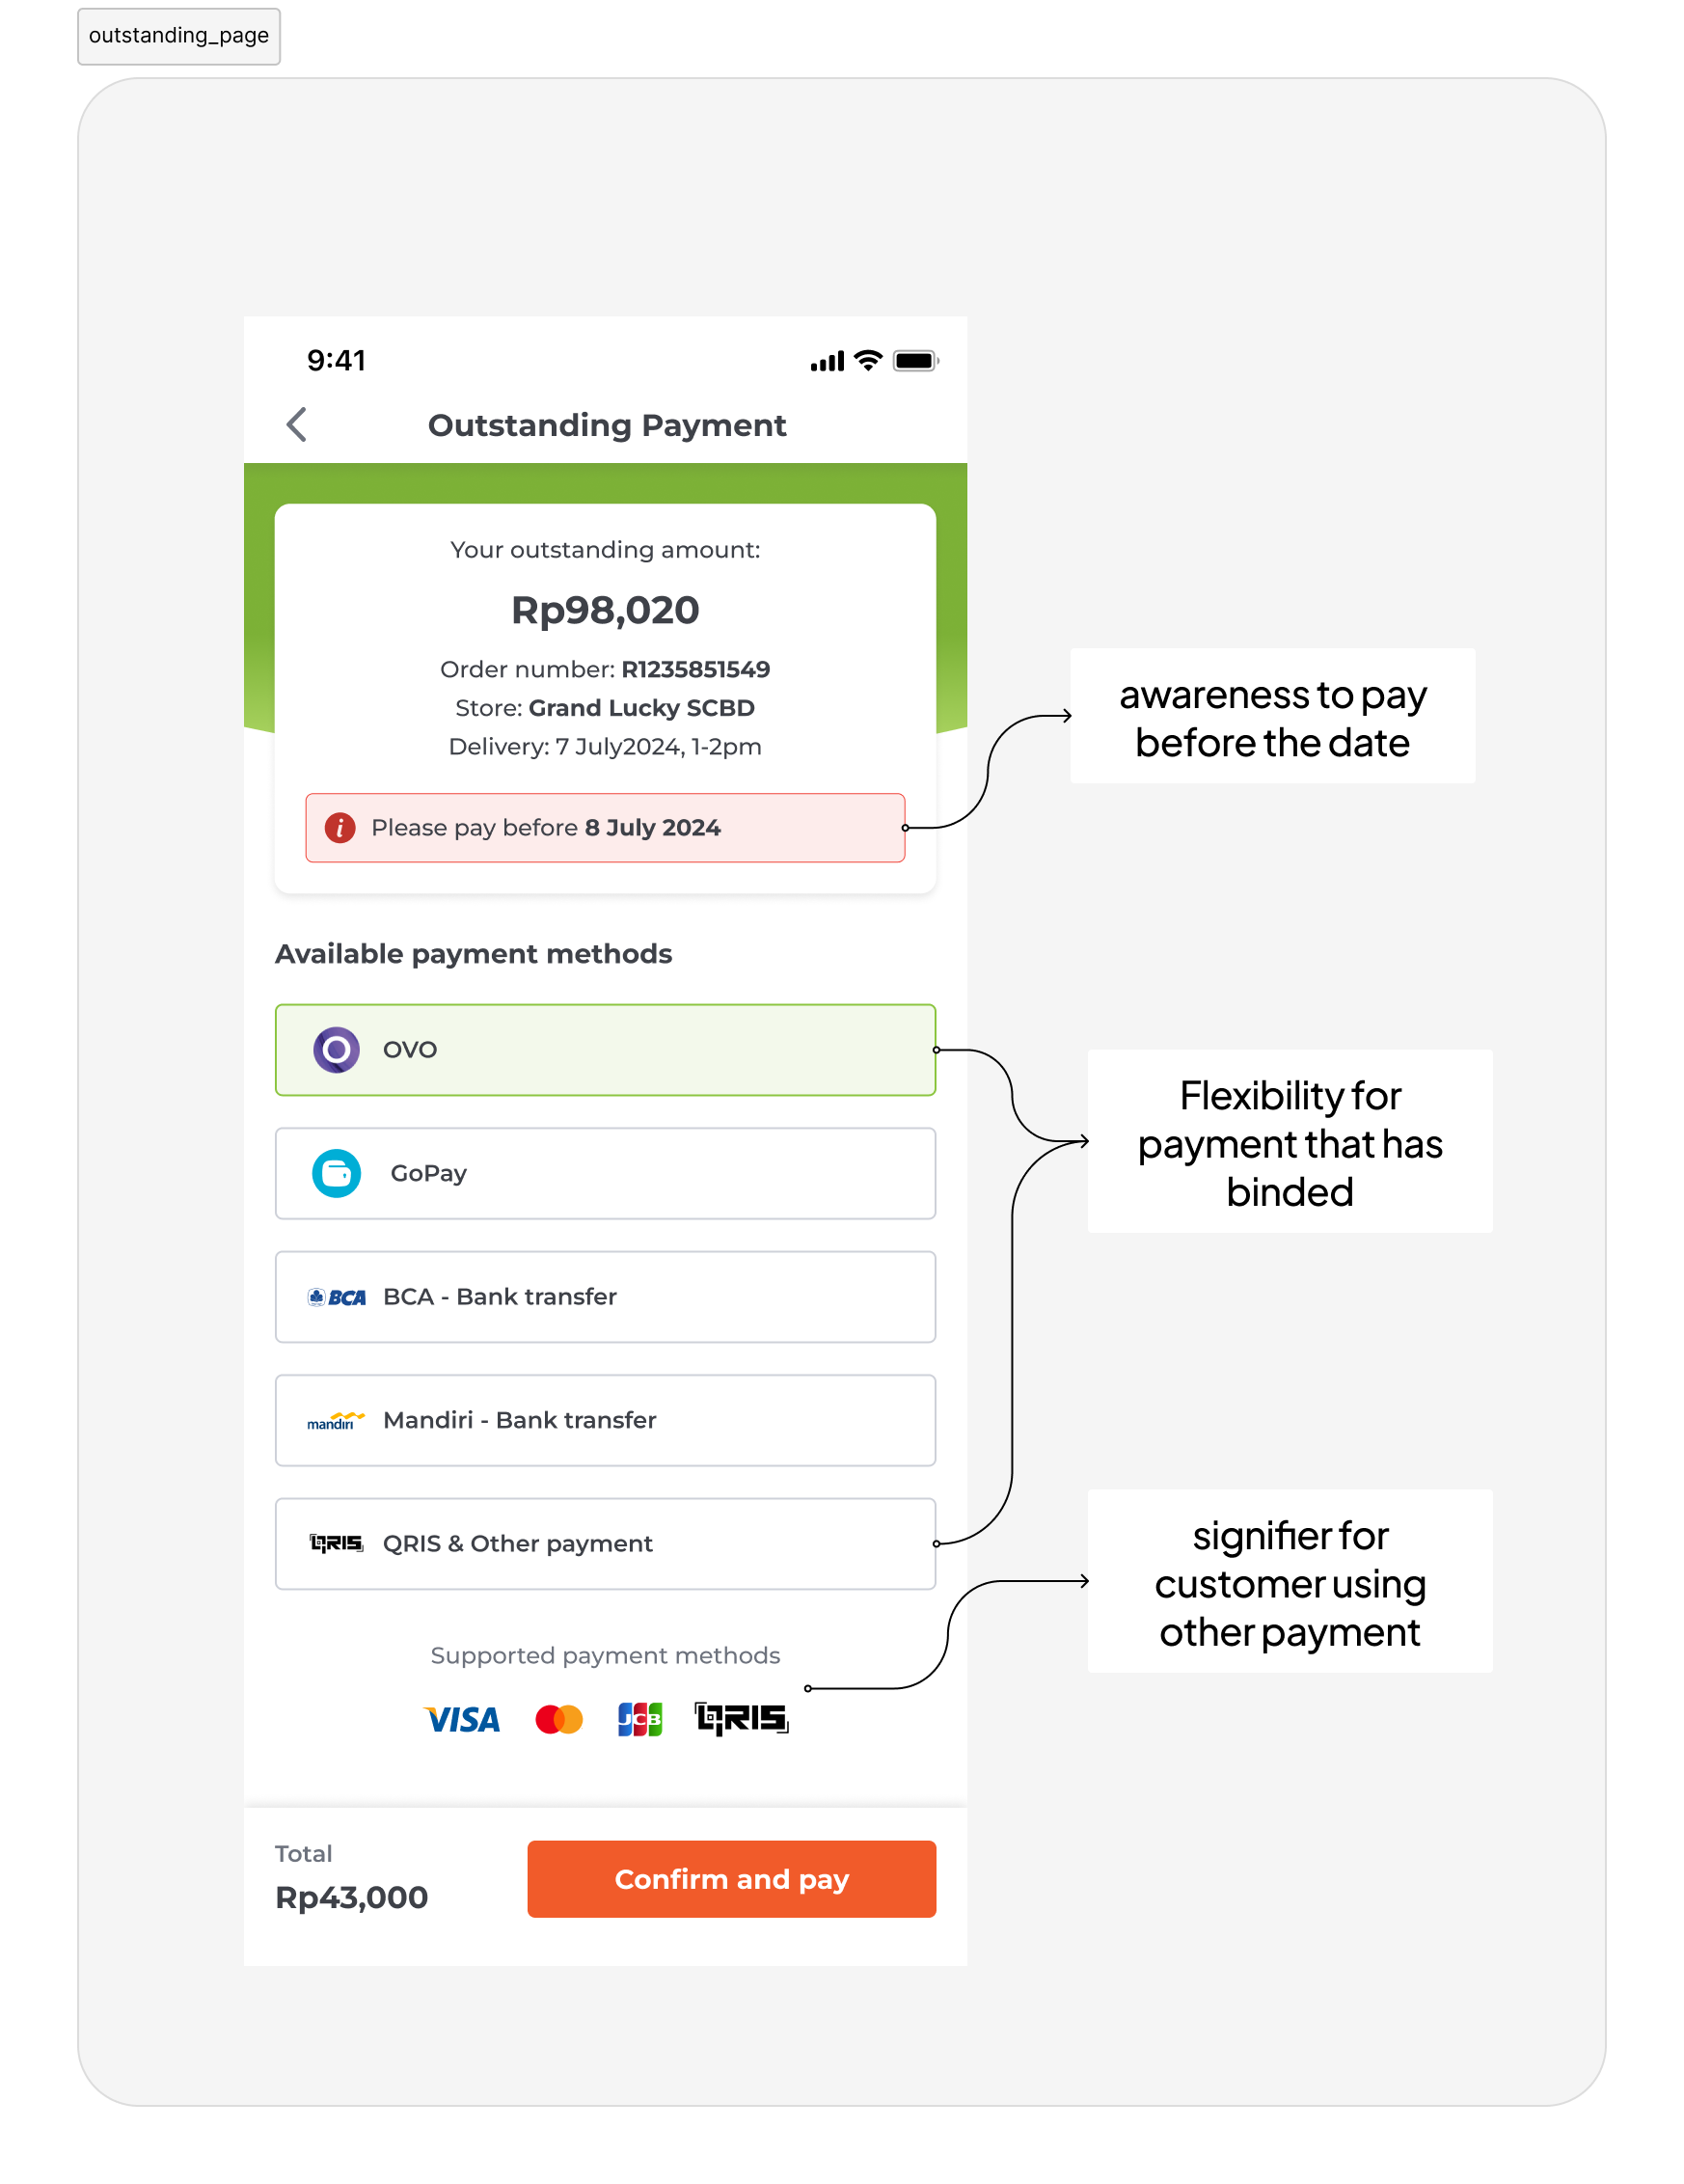 outstanding_page
9:41
Outstanding Payment
Your outstanding amount:
Rp98,020
Order number: R1235851549
Store: Grand Lucky SCBD
Delivery: 7 July2024, 1-2pm
i Please pay before 8 July 2024
awareness to pay
before the date
Available payment methods
OVO
GoPay
BCA BCA - Bank transfer
mandiri Mandiri - Bank transfer
QRIS QRIS & Other payment
Flexibility for
payment that has
binded
Supported payment methods
VISA JCB QRIS
signifier for
customer using
other payment
Total
Rp43,000
Confirm and pay